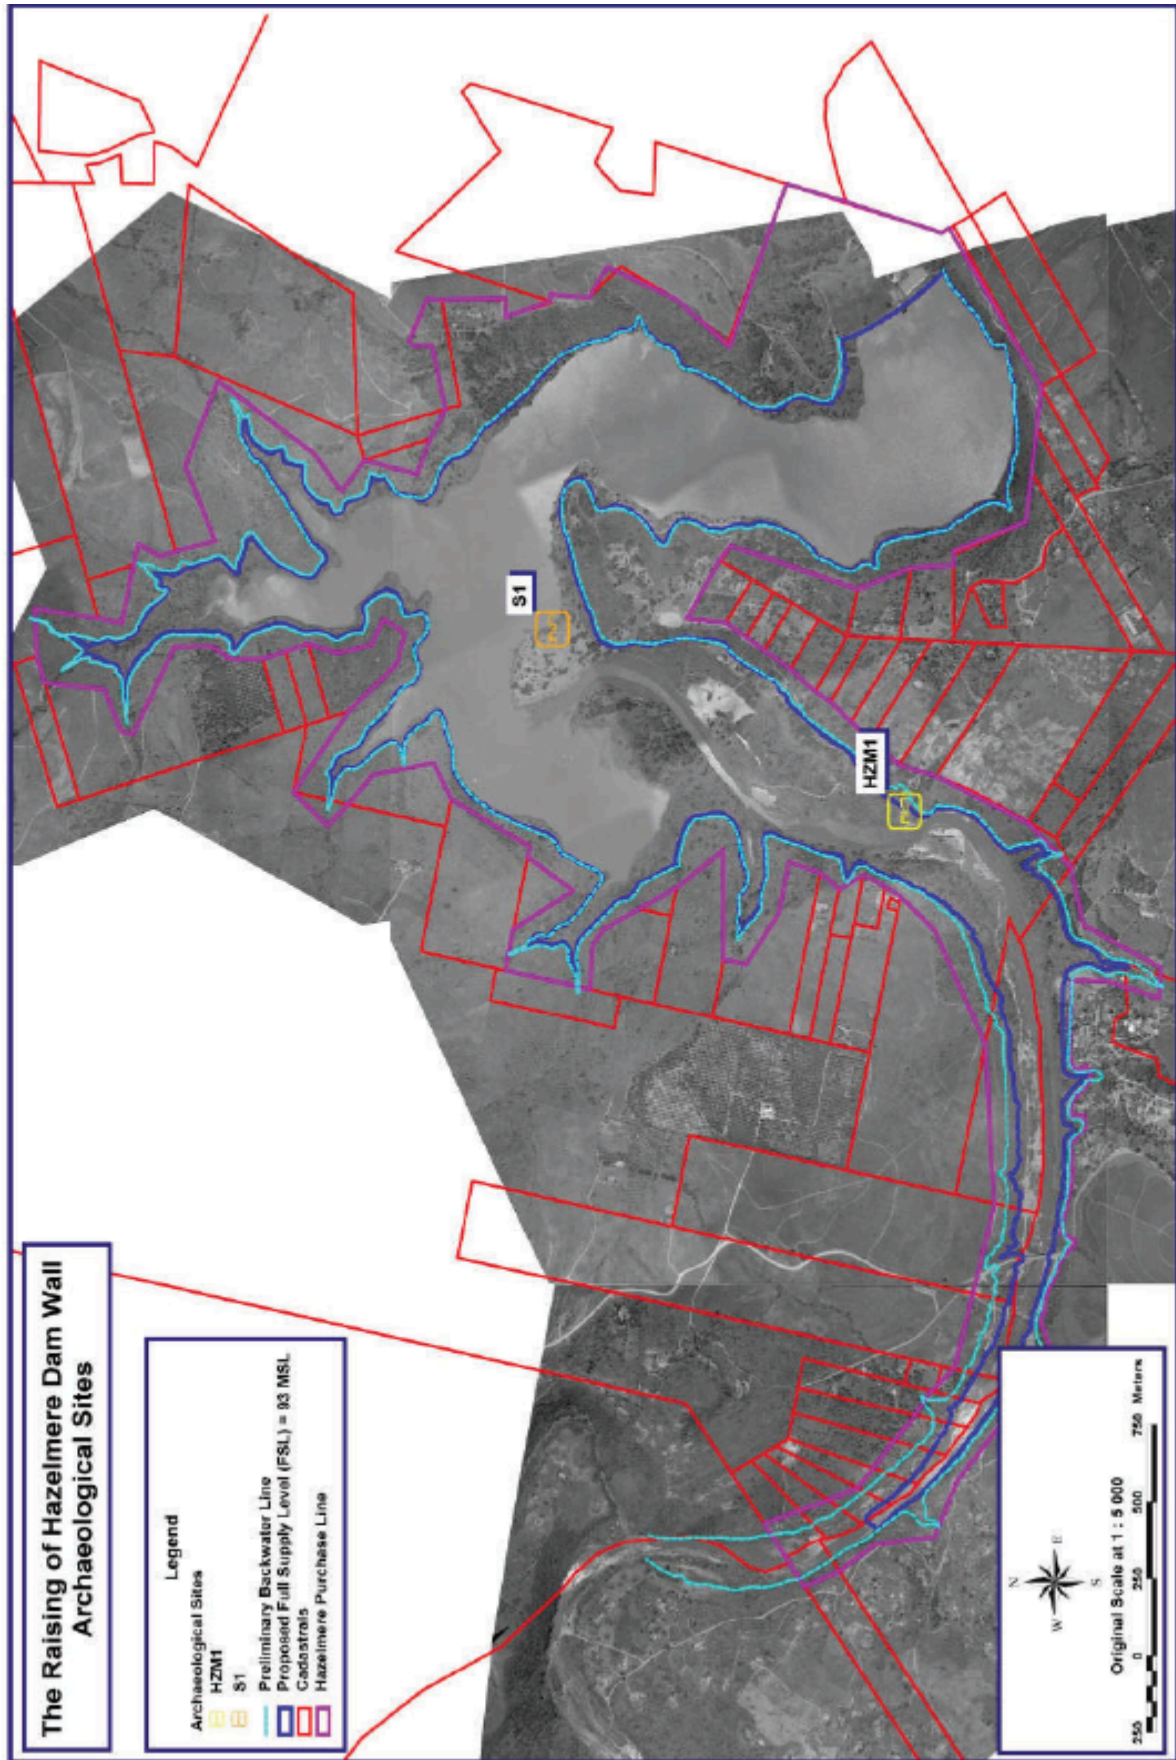 The Raising of Hazelmere Dam Wall
Archaeological Sites
Legend
Archaeological Sites
HZM1
S1
Preliminary Backwater Line
Proposed Full Supply Level (FSL) = 93 MSL
Cadastrals
Hazelmere Purchase Line
S1
HZM1
N
W
E
S
Original Scale at 1 : 5 000
250 0 250 500 750 Meters